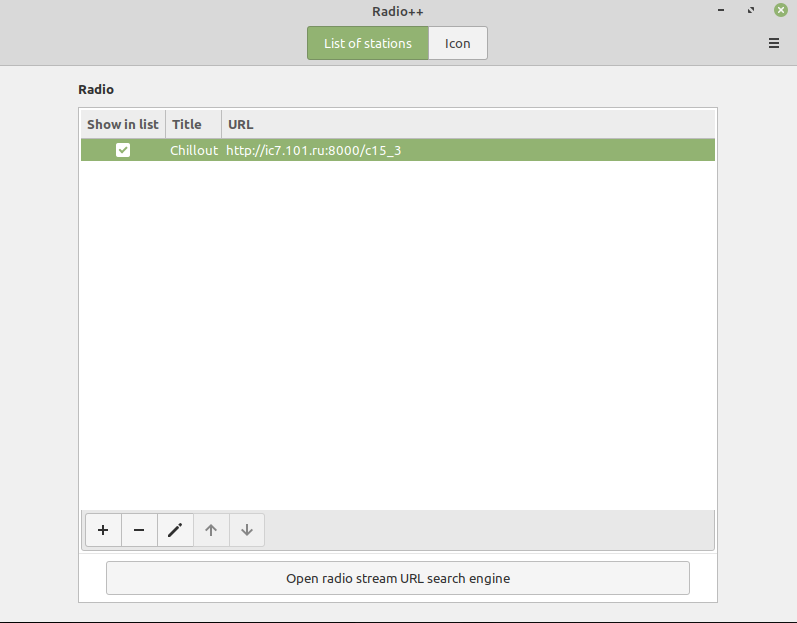 Radio++
List of stations
Icon
Radio
Show in list Title URL
Chillout http://ic7.101.ru:8000/c15_3
Open radio stream URL search engine